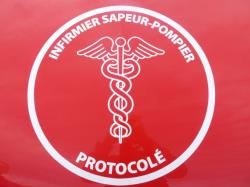 INFIRMIER SAPEUR-POMPIER
PROTOCOLÉ